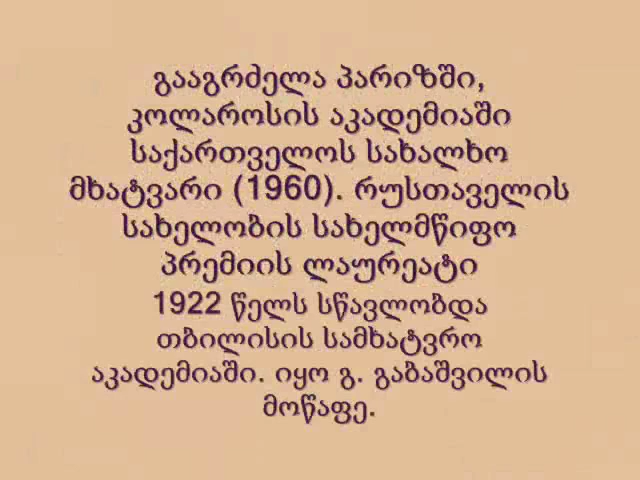 გააგრძელა პარიზში,
კოლაროსის აკადემიაში
საქართველოს სახალხო
მხატვარი (1960). რუსთაველის
სახელობის სახელმწიფო
პრემიის ლაურეატი
1922 წელს სწავლობდა
თბილისის სამხატვრო
აკადემიაში. იყო გ. გაბაშვილის
მოწაფე.